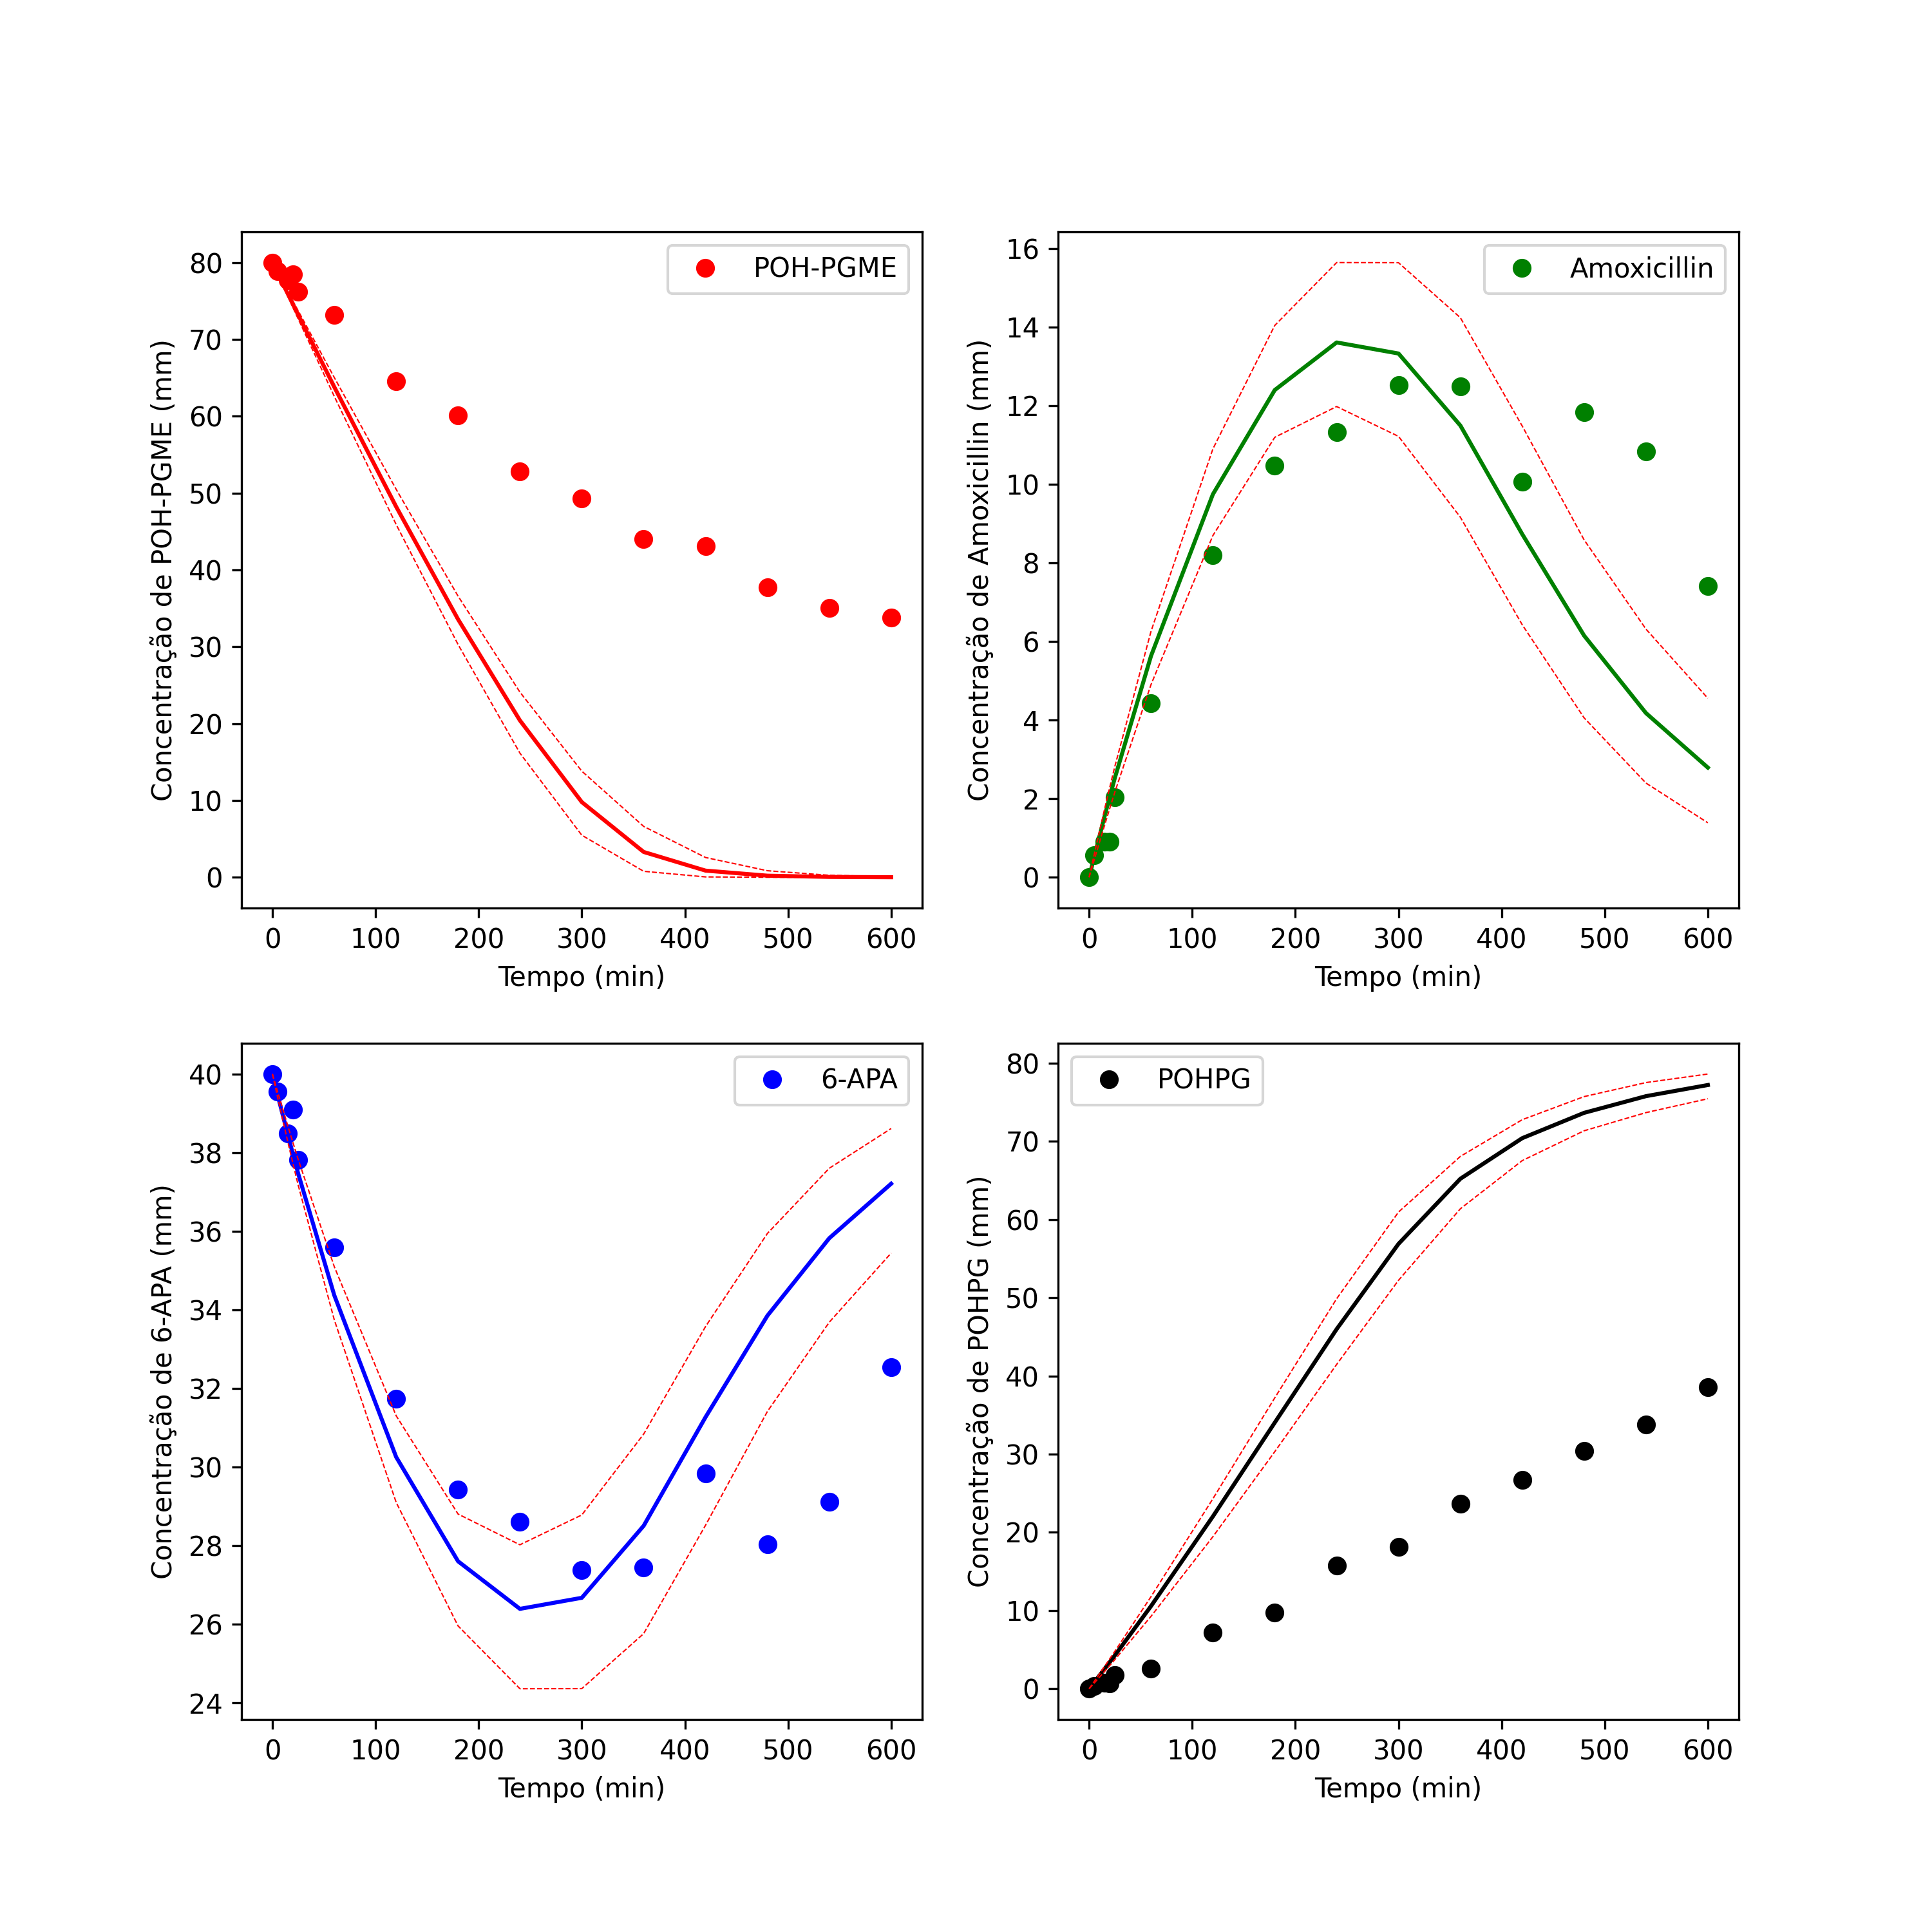 POH-PGME
Concentração de POH-PGME (mm)
80
70
60
50
40
30
20
10
0
0 100 200 300 400 500 600
Tempo (min)
Amoxicillin
Concentração de Amoxicillin (mm)
16
14
12
10
8
6
4
2
0
0 100 200 300 400 500 600
Tempo (min)
6-APA
Concentração de 6-APA (mm)
40
38
36
34
32
30
28
26
24
0 100 200 300 400 500 600
Tempo (min)
POHPG
Concentração de POHPG (mm)
80
70
60
50
40
30
20
10
0
0 100 200 300 400 500 600
Tempo (min)